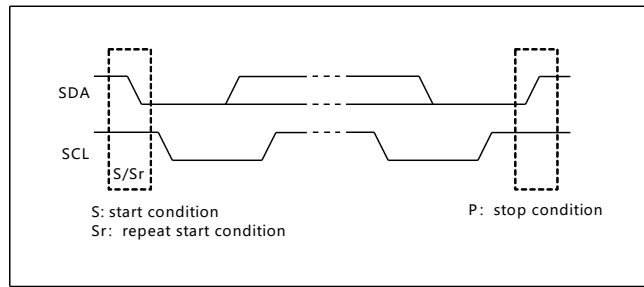 SDA
SCL
S/Sr
S: start condition
Sr: repeat start condition
P: stop condition